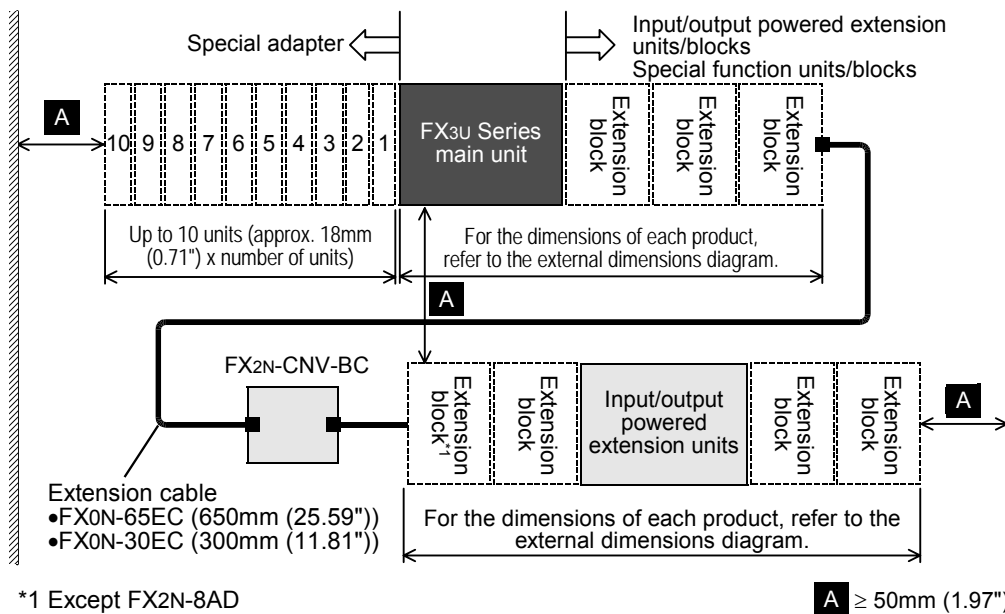 Special adapter
Input/output powered extension
units/blocks
Special function units/blocks
A
10 9 8 7 6 5 4 3 2 1
FX3U Series
main unit
Extension
block
Extension
block
Extension
block
Up to 10 units (approx. 18mm
(0.71") x number of units)
For the dimensions of each product,
refer to the external dimensions diagram.
A
FX2N-CNV-BC
Extension
block*1
Extension
block
Input/output
powered
extension units
Extension
block
Extension
block
A
Extension cable
•FX0N-65EC (650mm (25.59"))
•FX0N-30EC (300mm (11.81"))
For the dimensions of each product, refer to the
external dimensions diagram.
*1 Except FX2N-8AD
A ≥ 50mm (1.97")